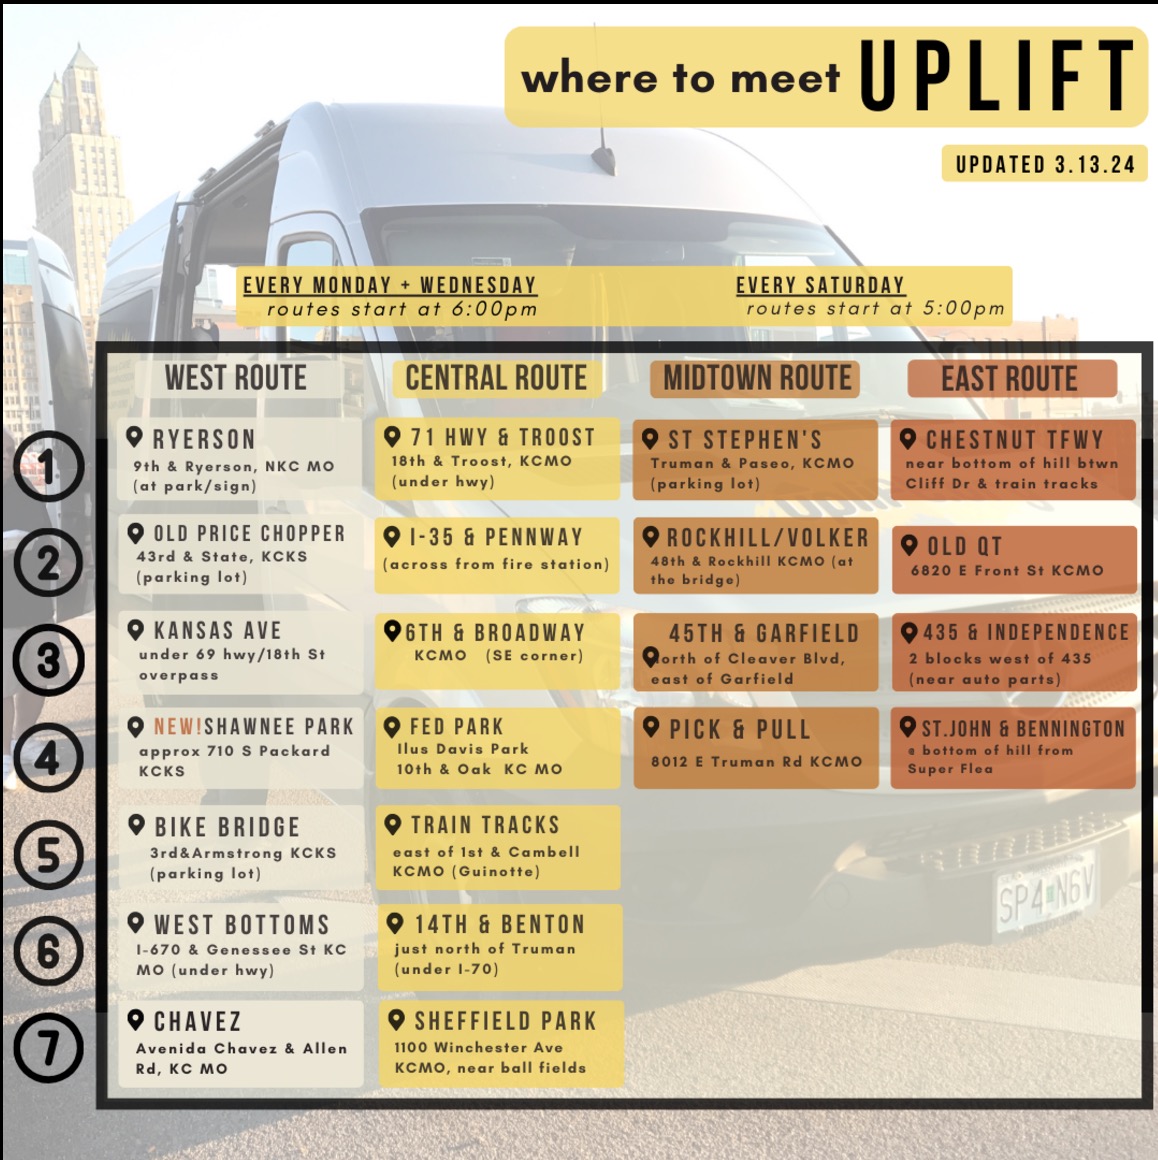 where to meet UPLIFT
UPDATED 3.13.24
EVERY MONDAY + WEDNESDAY
routes start at 6:00pm
EVERY SATURDAY
routes start at 5:00pm
WEST ROUTE
CENTRAL ROUTE
MIDTOWN ROUTE
EAST ROUTE
1
RYERSON
9th & Ryerson, NKC MO
(at park/sign)
71 HWY & TROOST
18th & Troost, KCMO
(under hwy)
ST STEPHEN'S
Truman & Paseo, KCMO
(parking lot)
CHESTNUT TFWY
near bottom of hill btwn
Cliff Dr & train tracks
2
OLD PRICE CHOPPER
43rd & State, KCKS
(parking lot)
I-35 & PENNWAY
(across from fire station)
ROCKHILL/VOLKER
48th & Rockhill KCMO (at
the bridge)
OLD QT
6820 E Front St KCMO
3
KANSAS AVE
under 69 hwy/18th St
overpass
6TH & BROADWAY
KCMO (SE corner)
45TH & GARFIELD
north of Cleaver Blvd,
east of Garfield
435 & INDEPENDENCE
2 blocks west of 435
(near auto parts)
4
NEW!SHAWNEE PARK
approx 710 S Packard
KCKS
FED PARK
Ilus Davis Park
10th & Oak KC MO
PICK & PULL
8012 E Truman Rd KCMO
ST.JOHN & BENNINGTON
@ bottom of hill from
Super Flea
5
BIKE BRIDGE
3rd&Armstrong KCKS
(parking lot)
TRAIN TRACKS
east of 1st & Cambell
KCMO (Guinotte)
6
WEST BOTTOMS
I-670 & Genessee St KC
MO (under hwy)
14TH & BENTON
just north of Truman
(under I-70)
7
CHAVEZ
Avenida Chavez & Allen
Rd, KC MO
SHEFFIELD PARK
1100 Winchester Ave
KCMO, near ball fields
SP4 N6V